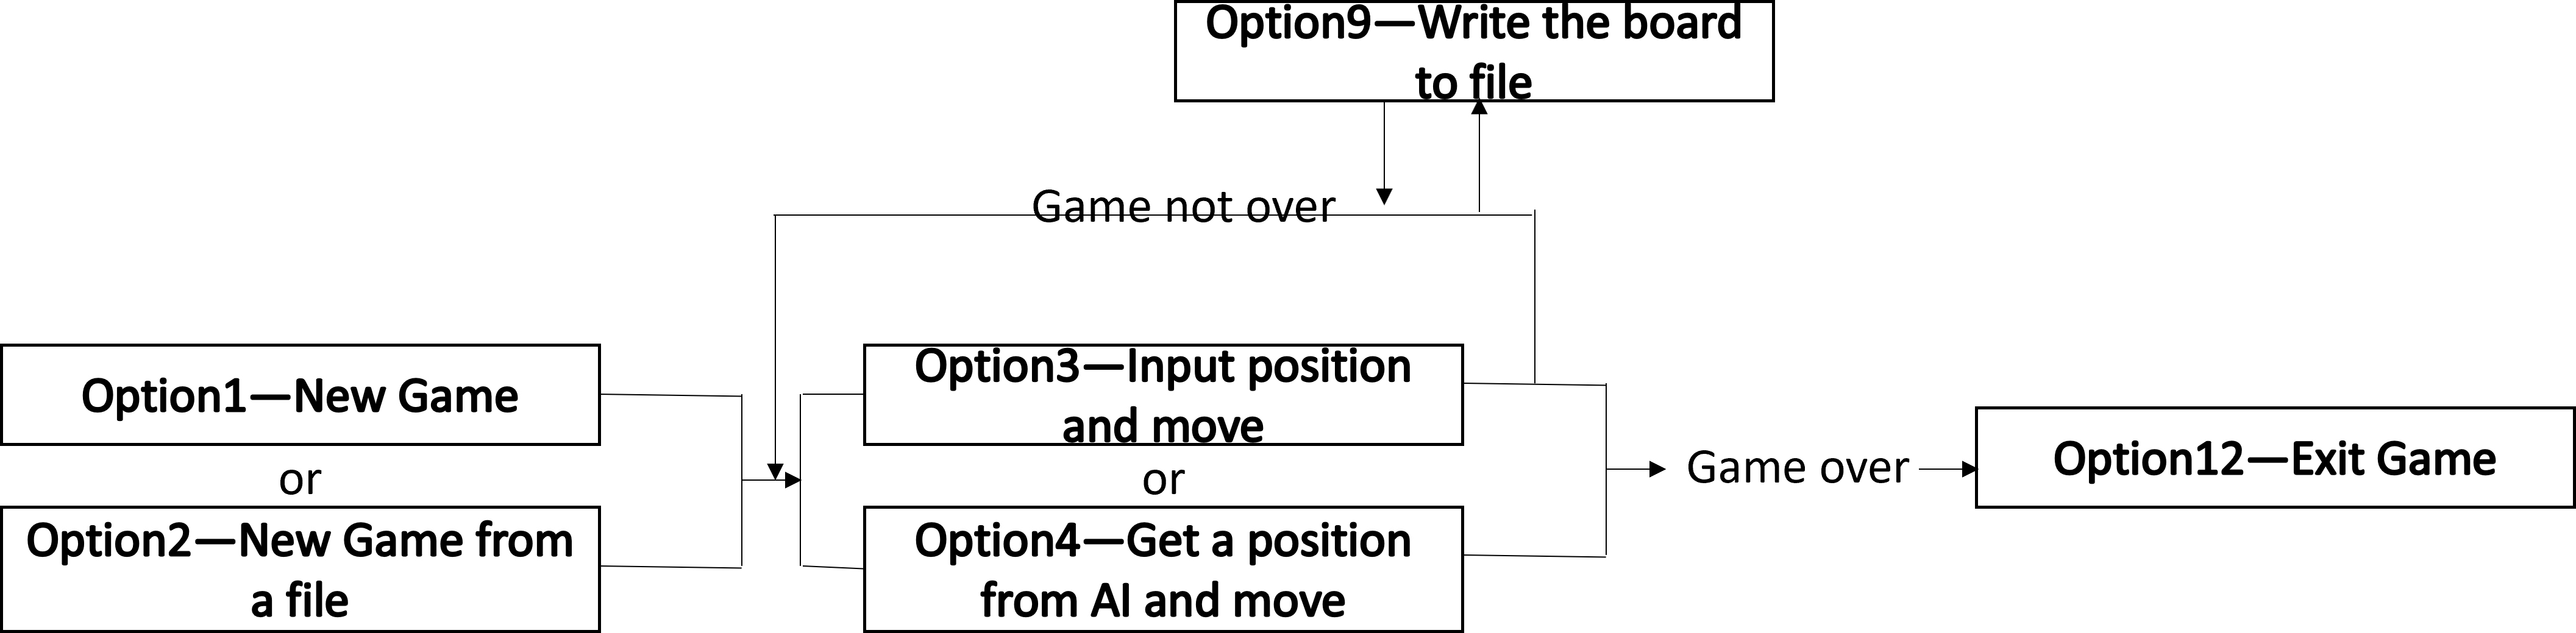 Option9—Write the board
to file
Game not over
Option1—New Game
or
Option2—New Game from
a file
Option3—Input position
and move
or
Option4—Get a position
from AI and move
Game over
Option12—Exit Game